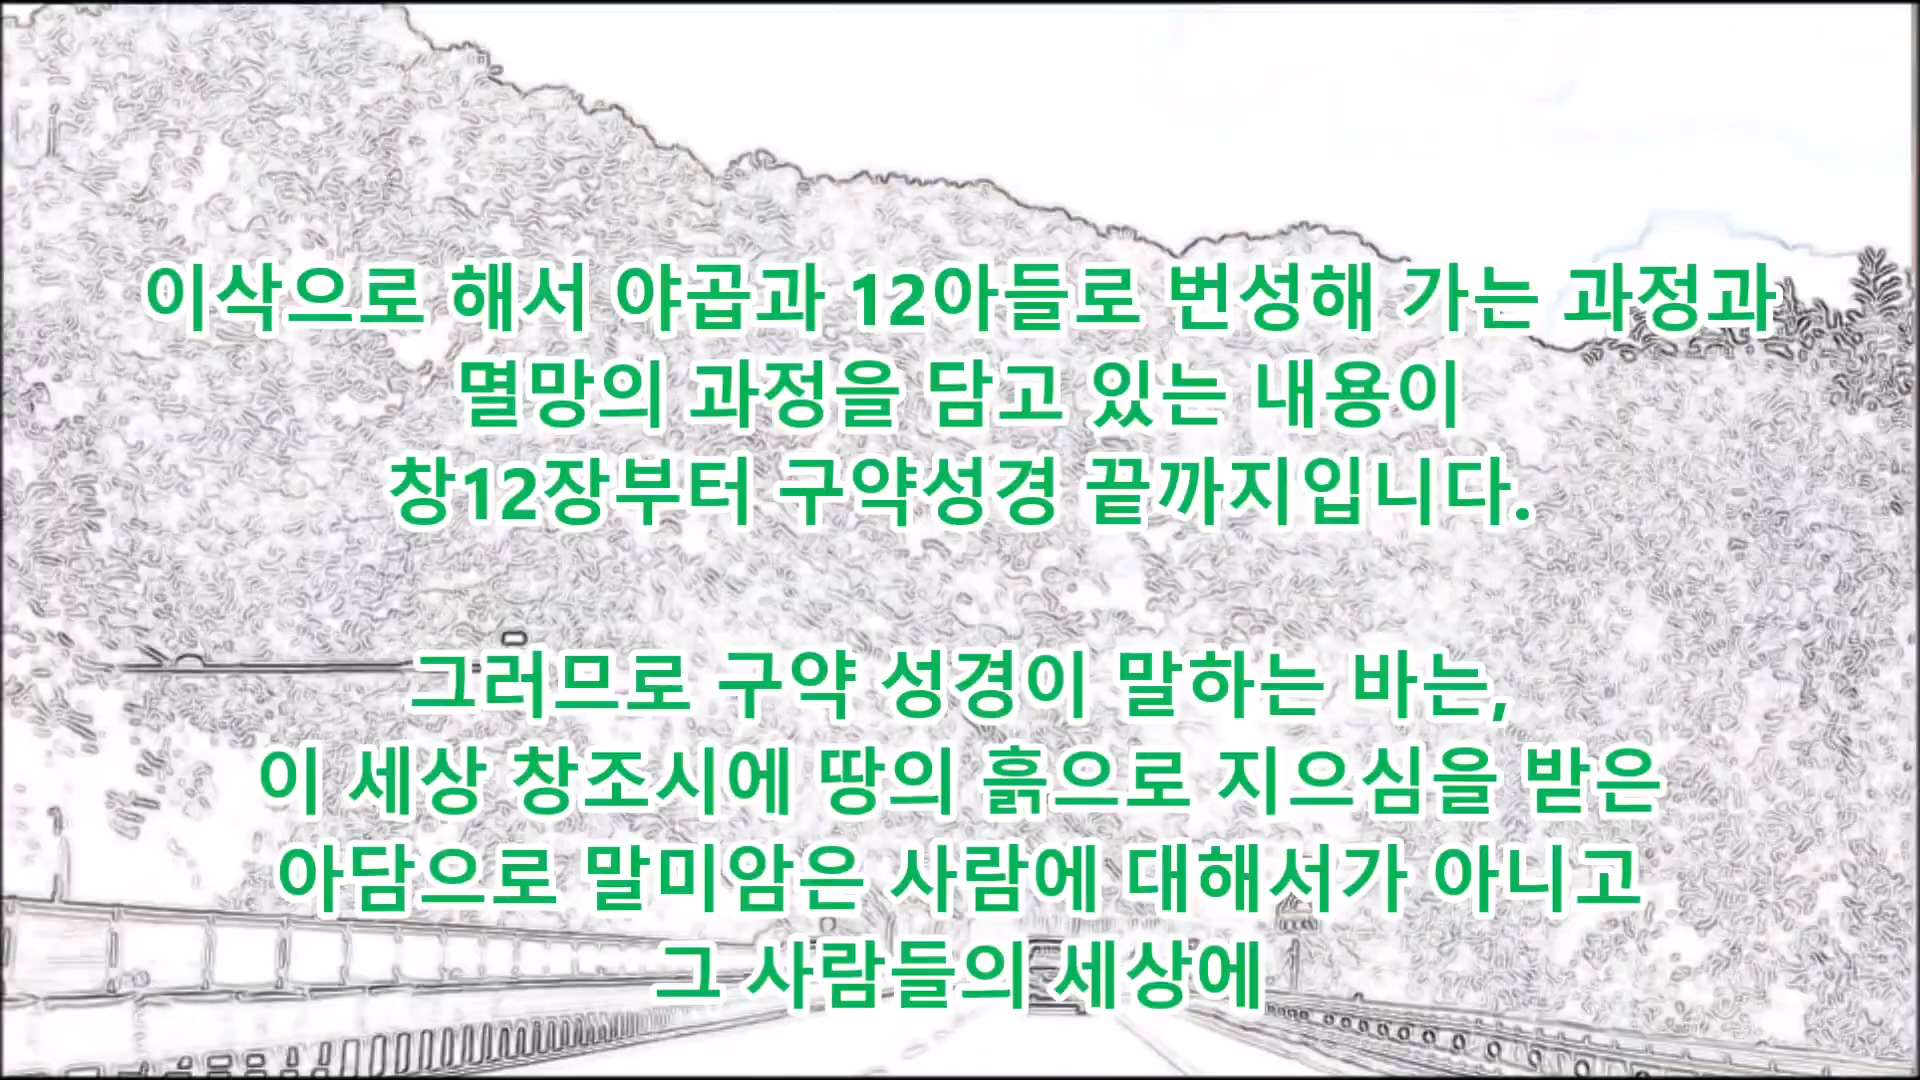 이삭으로 해서 야곱과 12아들로 번성해 가는 과정과
멸망의 과정을 담고 있는 내용이
창12장부터 구약성경 끝까지입니다.
그러므로 구약 성경이 말하는 바는,
이 세상 창조시에 땅의 흙으로 지으심을 받은
아담으로 말미암은 사람에 대해서가 아니고
그 사람들의 세상에